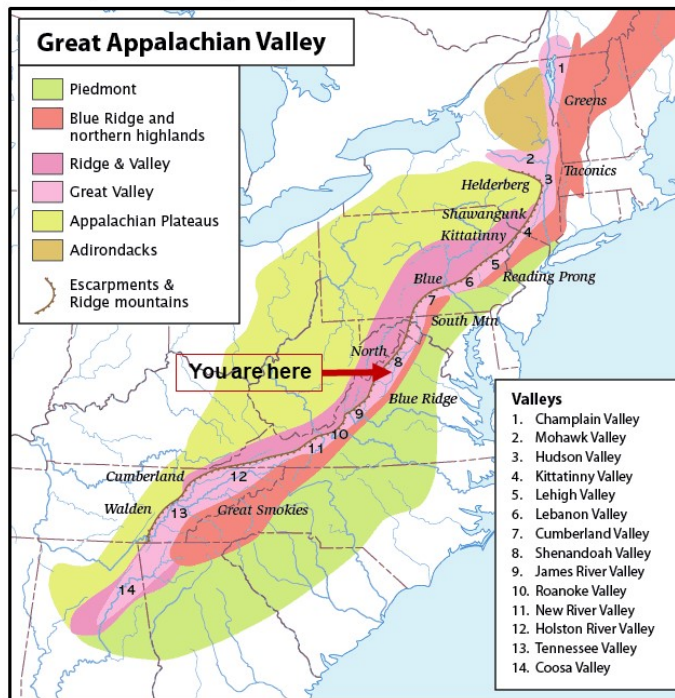 Great Appalachian Valley
Piedmont
Blue Ridge and
northern highlands
Ridge & Valley
Great Valley
Appalachian Plateaus
Adirondacks
Escarpments &
Ridge mountains
1
Greens
2
3
Taconics
Helderberg
Shawangunk
Kittatinny
4
5
Reading Prong
Blue
6
7
South Mtn
North
8
You are here
Blue Ridge
9
10
11
Cumberland
12
Walden
13
Great Smokies
14
Valleys
1. Champlain Valley
2. Mohawk Valley
3. Hudson Valley
4. Kittatinny Valley
5. Lehigh Valley
6. Lebanon Valley
7. Cumberland Valley
8. Shenandoah Valley
9. James River Valley
10. Roanoke Valley
11. New River Valley
12. Holston River Valley
13. Tennessee Valley
14. Coosa Valley